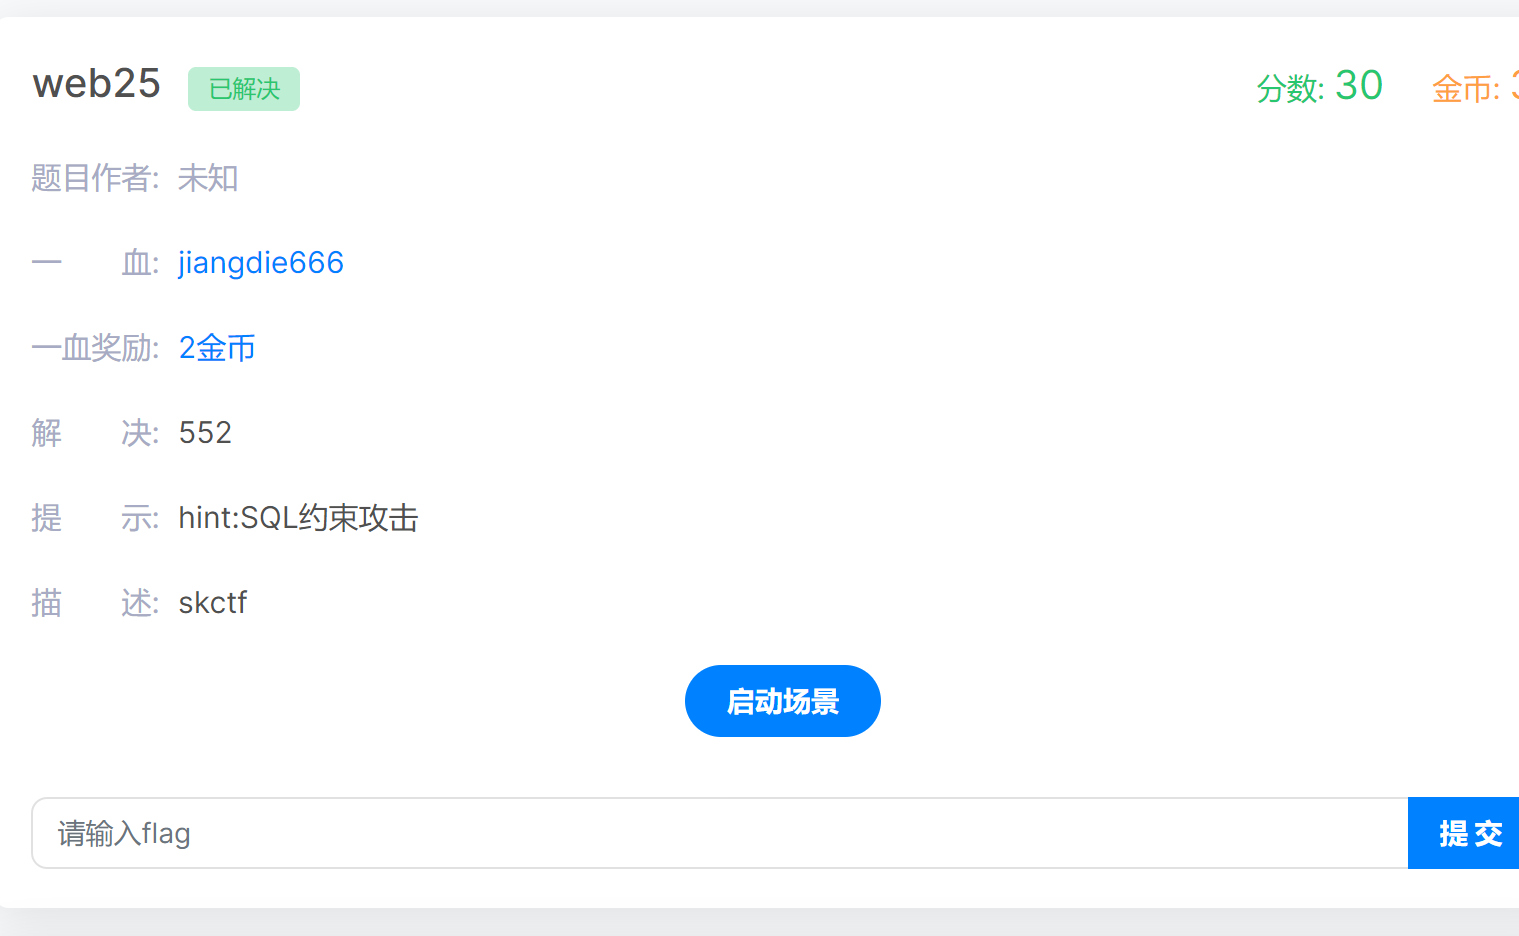 web25 已解决 分数: 30 金币:
题目作者: 未知
一 血: jiangdie666
一血奖励: 2金币
解 决: 552
提 示: hint:SQL约束攻击
描 述: skctf
启动场景
请输入flag 提 交